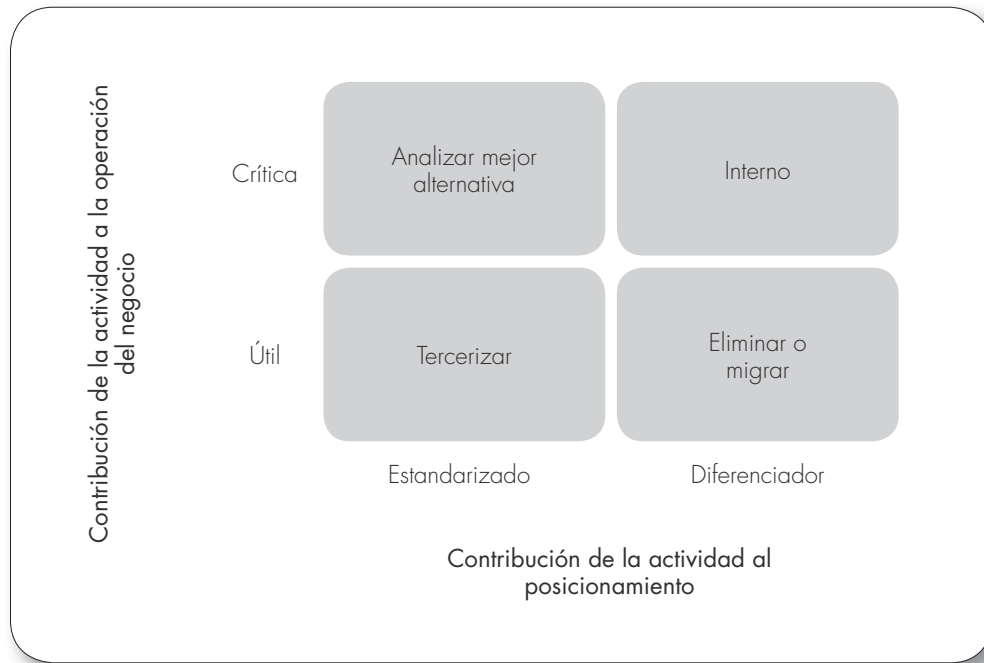 Contribución de la actividad a la operación
del negocio
Crítica
Analizar mejor
alternativa
Interno
Útil
Tercerizar
Eliminar o
migrar
Estandarizado
Diferenciador
Contribución de la actividad al
posicionamiento